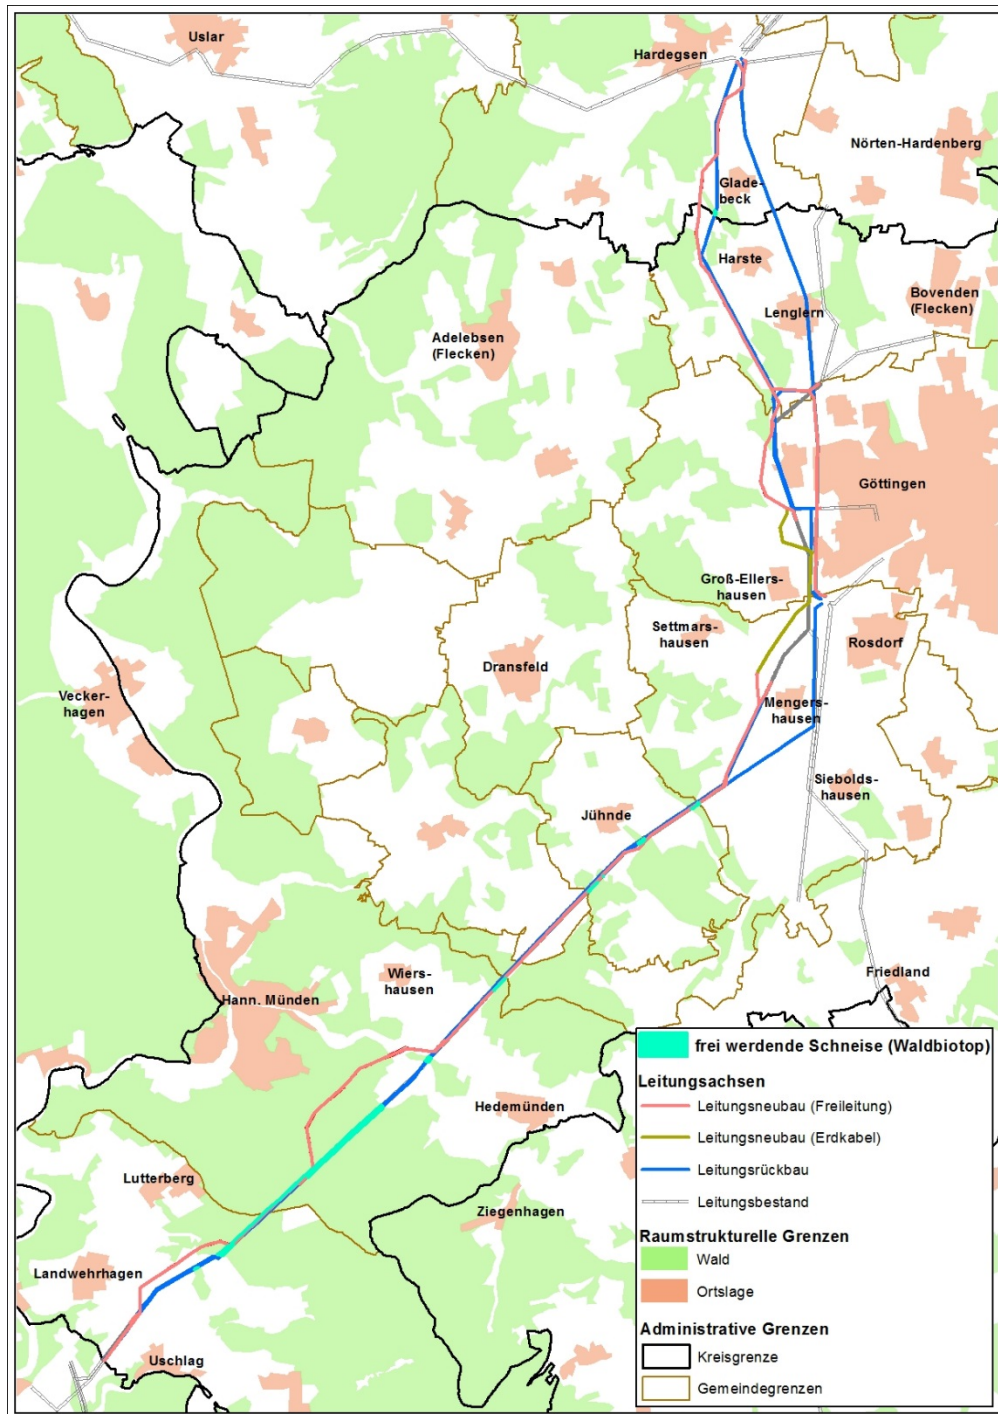 Uslar
Hardegsen
Nörten-Hardenberg
Glade-
beck
Harste
Lenglern
Bovenden
(Flecken)
Adelebsen
(Flecken)
Göttingen
Groß-Ellers-
hausen
Settmars-
hausen
Rosdorf
Dransfeld
Vecker-
hagen
Mengers-
hausen
Siebolds-
hausen
Jühnde
Wiers-
hausen
Friedland
Hann. Münden
Hedemünden
Lutterberg
Ziegenhagen
Landwehrhagen
Uschlag
frei werdende Schneise (Waldbiotop)
Leitungsachsen
Leitungsneubau (Freileitung)
Leitungsneubau (Erdkabel)
Leitungsrückbau
Leitungsbestand
Raumstrukturelle Grenzen
Wald
Ortslage
Administrative Grenzen
Kreisgrenze
Gemeindegrenzen